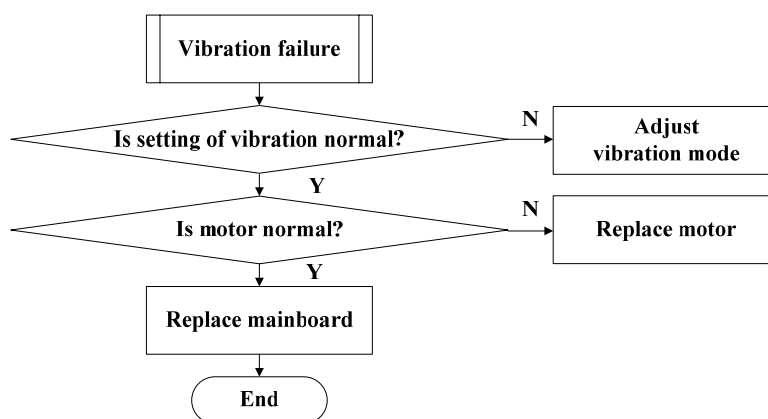 Vibration failure
Is setting of vibration normal?
N
Adjust
vibration mode
Y
Is motor normal?
N
Replace motor
Y
Replace mainboard
End